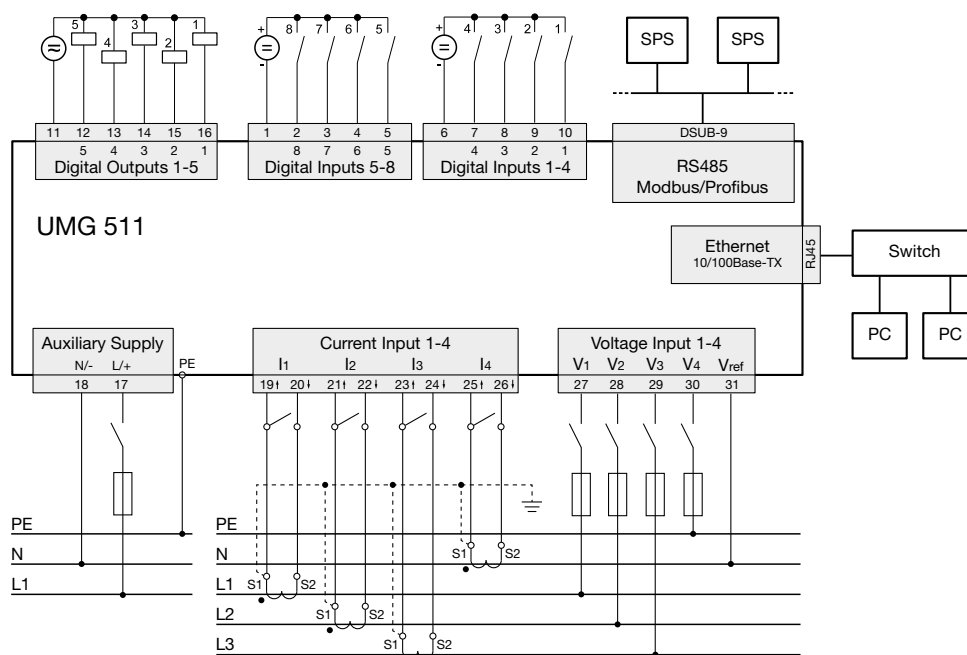 5 3 1
4 2
+ 8 7 6 5
-
+ 4 3 2 1
-
SPS SPS
11 12 13 14 15 16
5 4 3 2 1
Digital Outputs 1-5
1 2 3 4 5
8 7 6 5
Digital Inputs 5-8
6 7 8 9 10
4 3 2 1
Digital Inputs 1-4
DSUB-9
RS485
Modbus/Profibus
UMG 511
Ethernet
10/100Base-TX
RJ45
Switch
PC PC
Auxiliary Supply
N/- L/+
18 17
PE
Current Input 1-4
I1 I2 I3 I4
19 20 21 22 23 24 25 26
Voltage Input 1-4
V1 V2 V3 V4 Vref
27 28 29 30 31
PE
N
L1
PE
N
L1
L2
L3
S1 S2
S1 S2
S1 S2
S1 S2